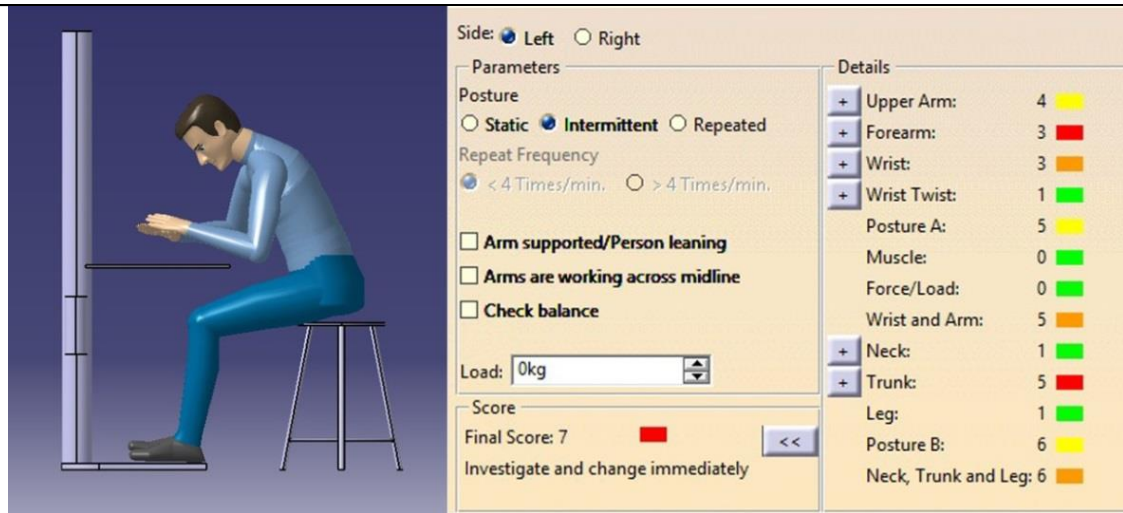 Side: Left Right
Parameters
Posture
Static Intermittent Repeated
Repeat Frequency
< 4 Times/min. > 4 Times/min.
Arm supported/Person leaning
Arms are working across midline
Check balance
Load: 0kg
Score
Final Score: 7 <<
Investigate and change immediately
Details
+ Upper Arm: 4
+ Forearm: 3
+ Wrist: 3
+ Wrist Twist: 1
Posture A: 5
Muscle: 0
Force/Load: 0
Wrist and Arm: 5
+ Neck: 1
+ Trunk: 5
Leg: 1
Posture B: 6
Neck, Trunk and Leg: 6